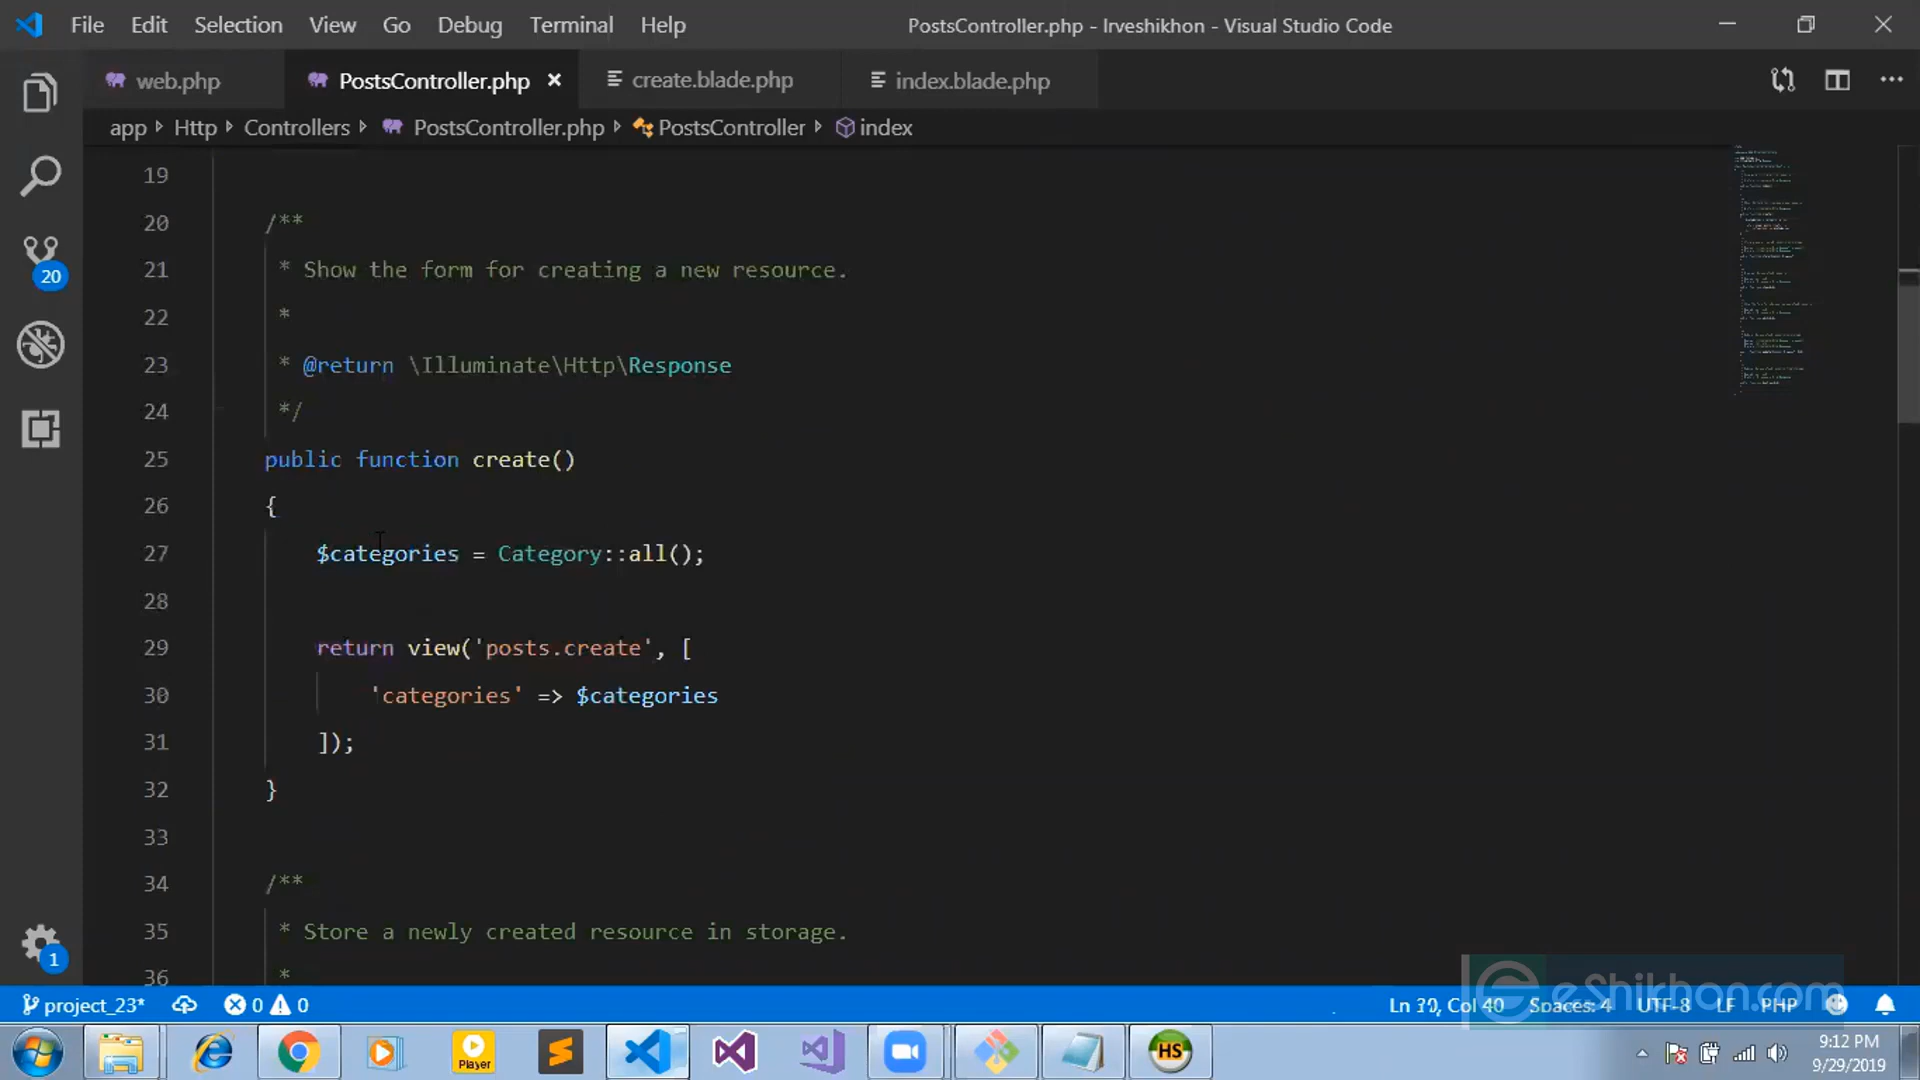 File Edit Selection View Go Debug Terminal Help PostsController.php - Irveshikhon - Visual Studio Code
web.php PostsController.php × create.blade.php index.blade.php
app Http Controllers PostsController.php PostsController index
19
20 /**
21 * Show the form for creating a new resource.
22 *
23 * @return \Illuminate\Http\Response
24 */
25 public function create()
26 {
27 $categories = Category::all();
28
29 return view('posts.create', [
30 'categories' => $categories
31 ]);
32 }
33
34 /**
35 * Store a newly created resource in storage.
36 *
20
1
eShikhon.com
project_23* 0 0 Spaces: 4 UTF-8 LF PHP
Player
HS
9:12 PM
9/29/2019